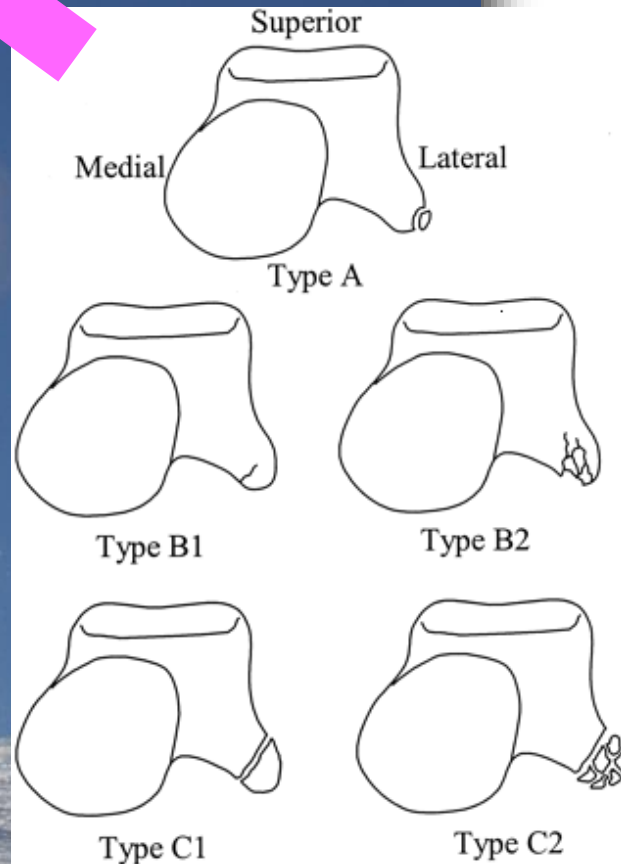 Superior
Medial
Lateral
Type A
Type B1
Type B2
Type C1
Type C2